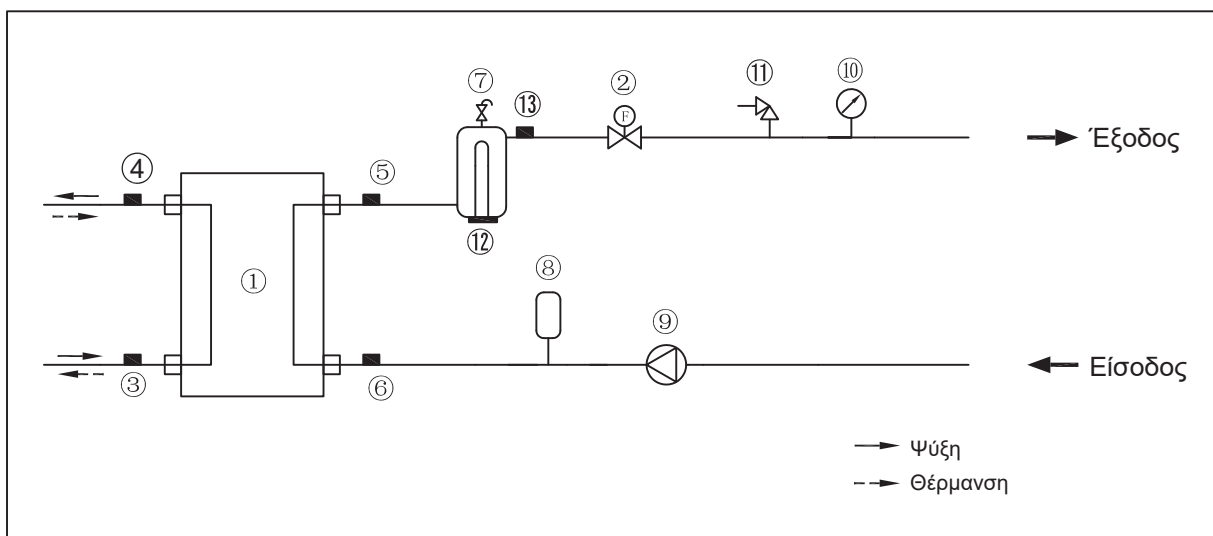 ⑦
⑬
②
⑪
⑩
F
Έξοδος
④
⑤
⑫
①
⑧
⑨
③
⑥
Είσοδος
Ψύξη
Θέρμανση